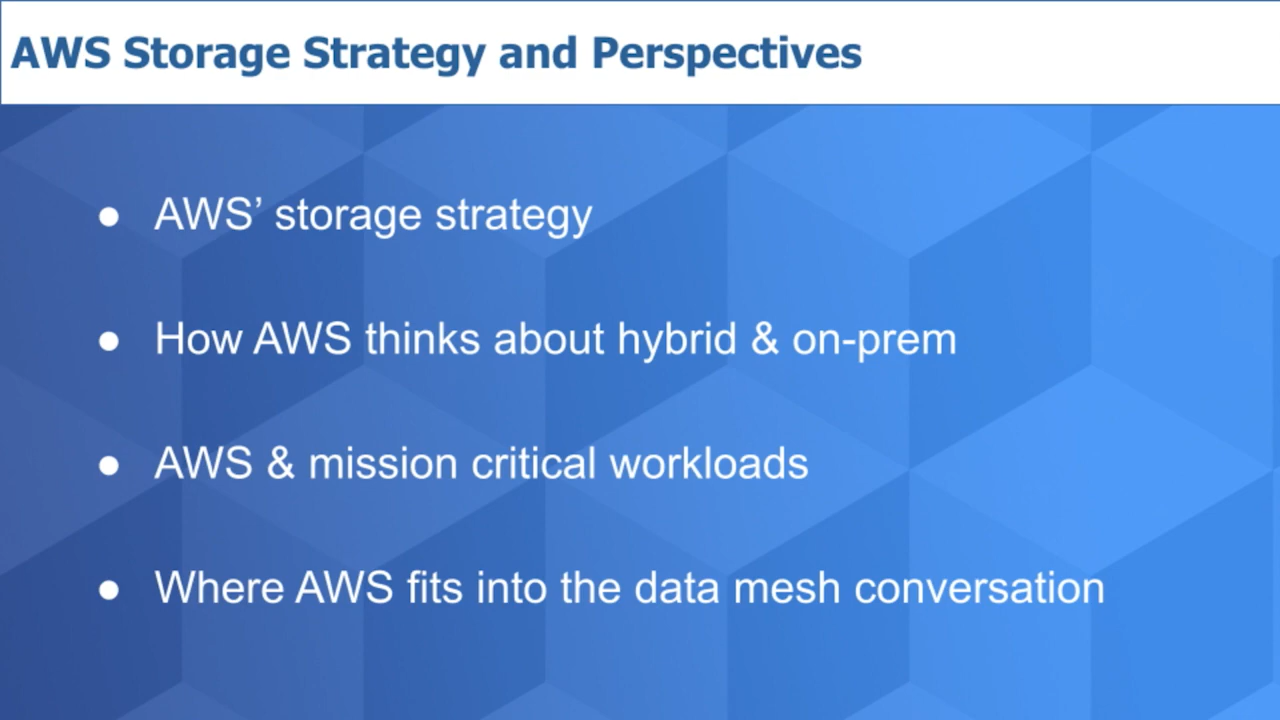 AWS Storage Strategy and Perspectives
● AWS’ storage strategy
● How AWS thinks about hybrid & on-prem
● AWS & mission critical workloads
● Where AWS fits into the data mesh conversation